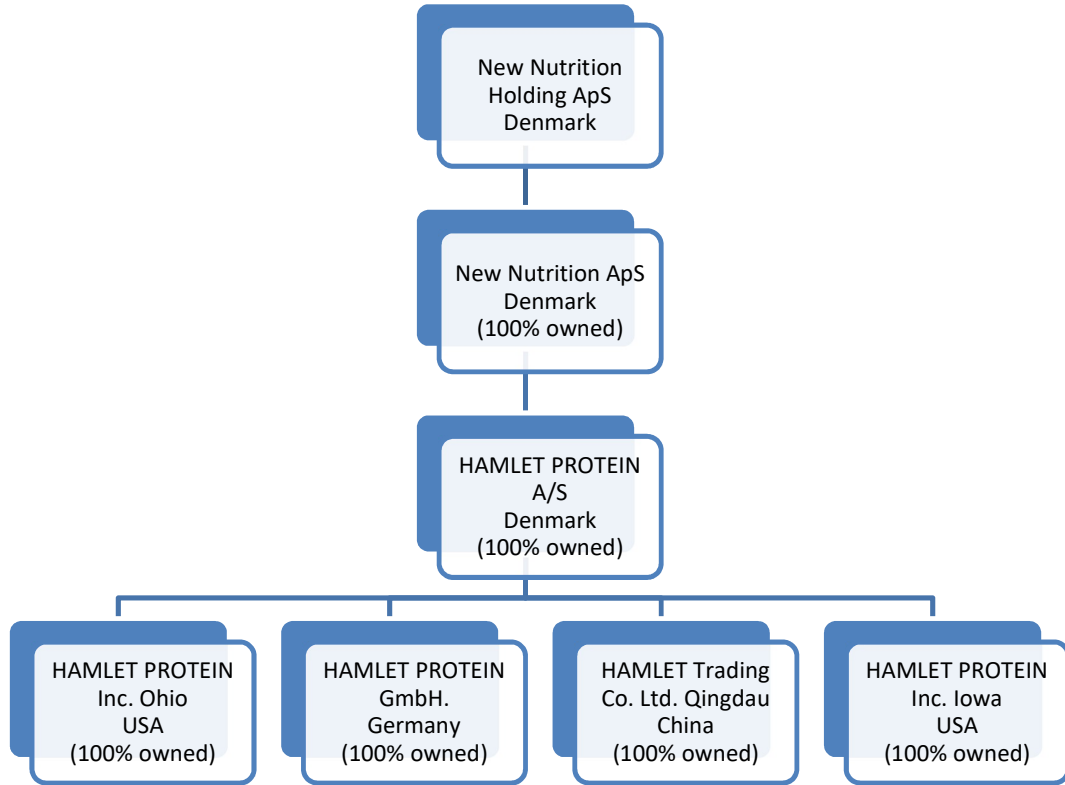 New Nutrition
Holding ApS
Denmark
New Nutrition ApS
Denmark
(100% owned)
HAMLET PROTEIN
A/S
Denmark
(100% owned)
HAMLET PROTEIN
Inc. Ohio
USA
(100% owned)
HAMLET PROTEIN
GmbH.
Germany
(100% owned)
HAMLET Trading
Co. Ltd. Qingdau
China
(100% owned)
HAMLET PROTEIN
Inc. Iowa
USA
(100% owned)